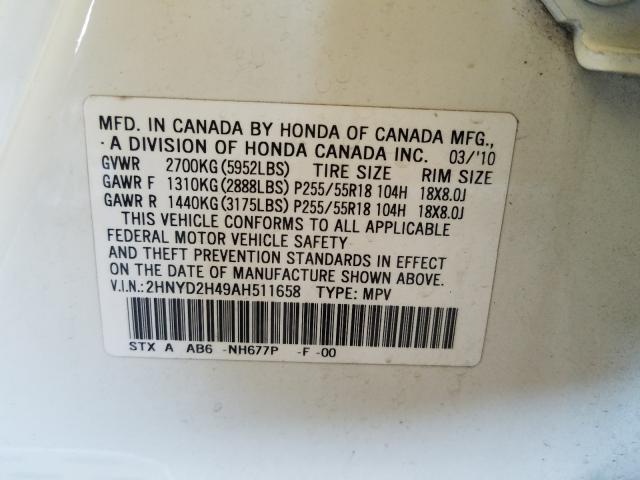 MFD. IN CANADA BY HONDA OF CANADA MFG.,
A DIVISION OF HONDA CANADA INC. 03/'10
GVWR 2700KG(5952LBS) TIRE SIZE RIM SIZE
GAWR F 1310KG(2888LBS) P255/55R18 104H 18X8.0J
GAWR R 1440KG(3175LBS) P255/55R18 104H 18X8.0J
THIS VEHICLE CONFORMS TO ALL APPLICABLE
FEDERAL MOTOR VEHICLE SAFETY
AND THEFT PREVENTION STANDARDS IN EFFECT
ON THE DATE OF MANUFACTURE SHOWN ABOVE.
V.I.N.:2HNYD2H49AH511658 TYPE: MPV
STX A AB6 -NH677P -F -00